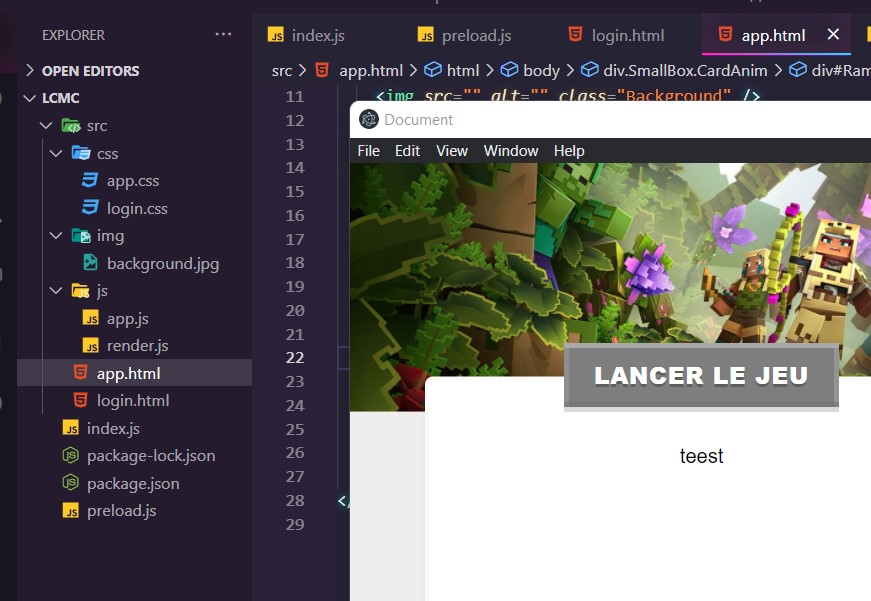 EXPLORER
OPEN EDITORS
LCMC
src
css
app.css
login.css
img
background.jpg
js
app.js
render.js
app.html
login.html
index.js
package-lock.json
package.json
preload.js
index.js preload.js login.html app.html
src > app.html > html > body > div.SmallBox.CardAnim > div#Ram
11 <img src="" alt="" class="Background" />
12
13
14
15
16
17
18
19
20
21
22
23
24
25
26
27
28 </
29
Document
File Edit View Window Help
LANCER LE JEU
teest